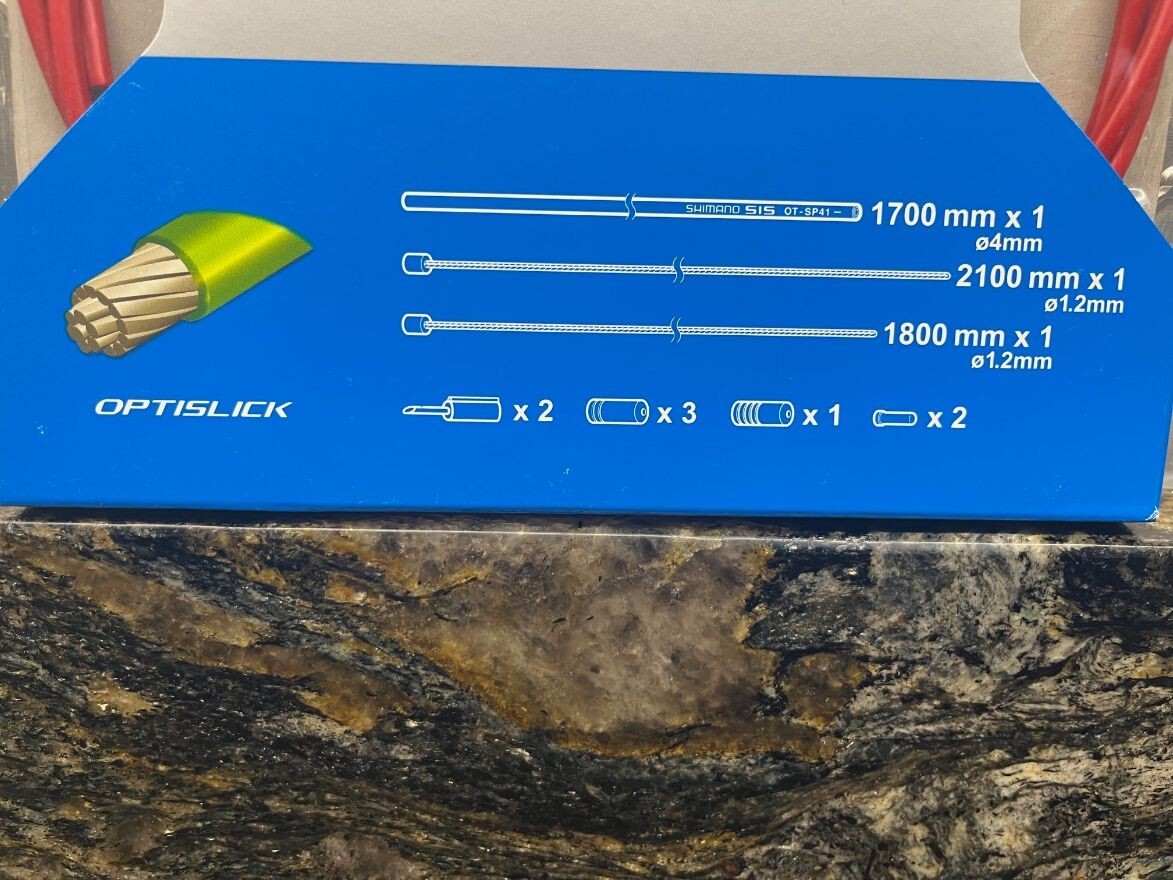 SHIMANO SIS OT-SP41
1700 mm x 1
ø4mm
2100 mm x 1
ø1.2mm
1800 mm x 1
ø1.2mm
OPTISLICK
x 2 x 3 x 1 x 2